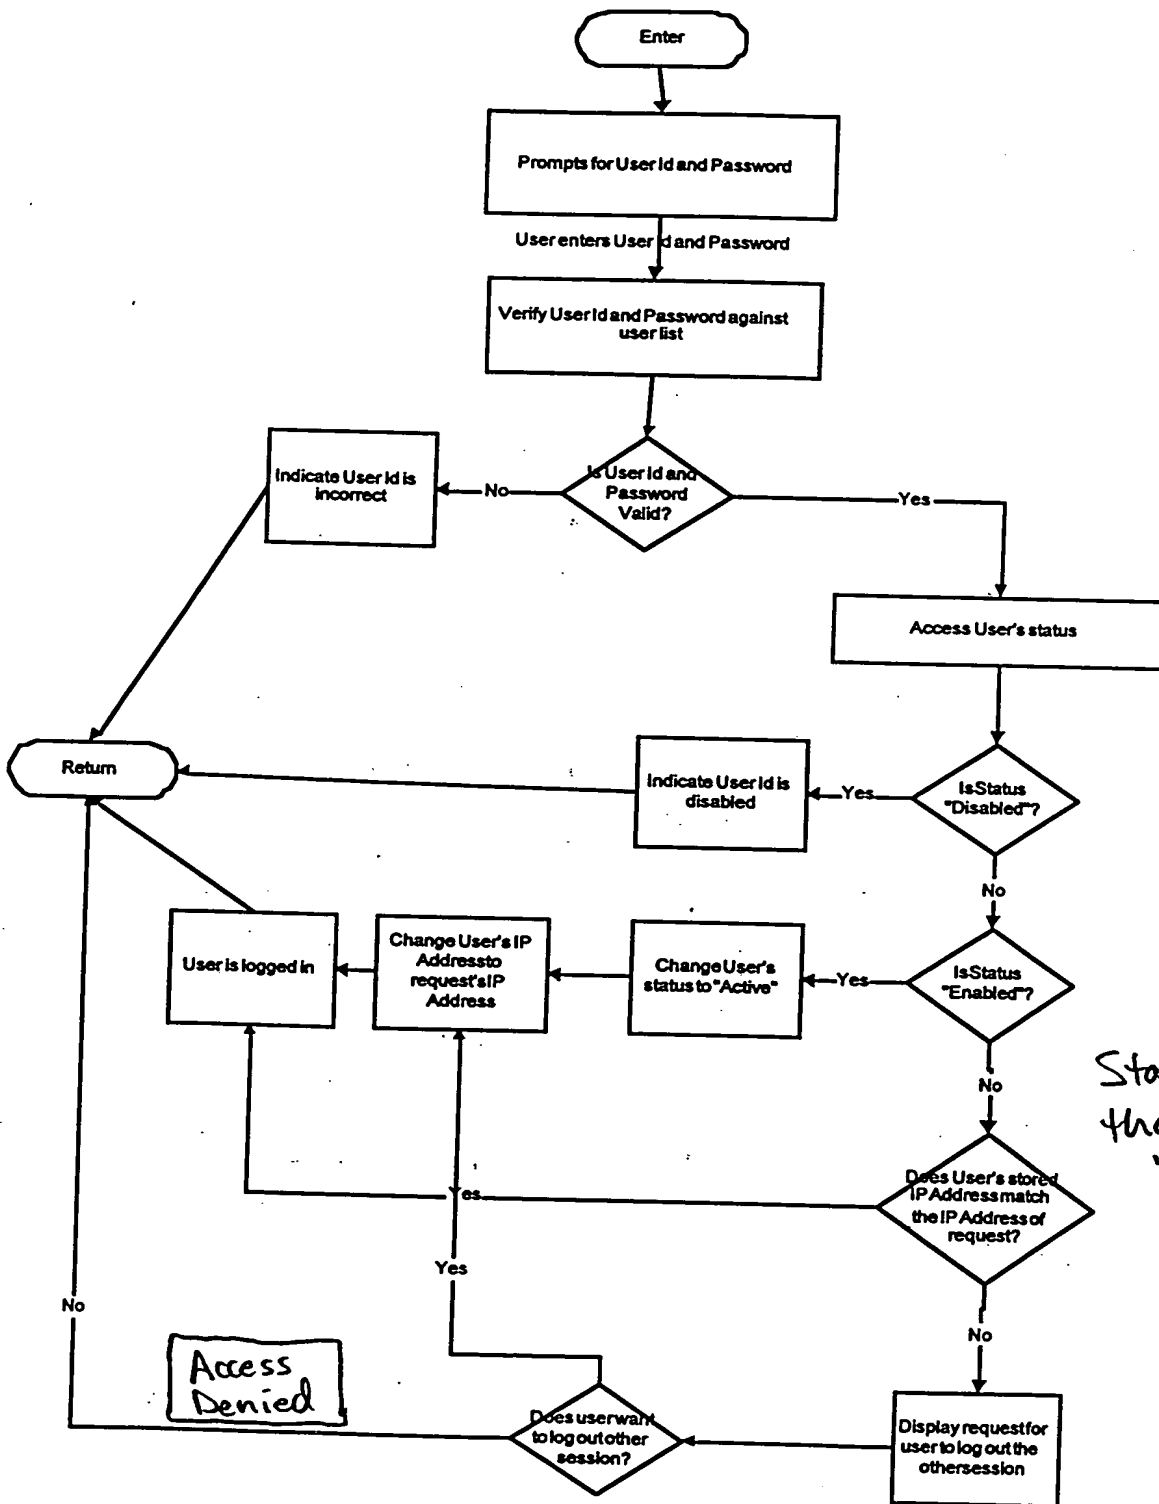 Enter
Prompts for User Id and Password
User enters User Id and Password
Verify User Id and Password against
user list
Is User Id and
Password
Valid?
No
Yes
Indicate User Id is
incorrect
Access User's status
Return
Indicate User Id is
disabled
Yes
Is Status
"Disabled"?
No
User is logged in
Change User's IP
Address to
request's IP
Address
Change User's
status to "Active"
Yes
Is Status
"Enabled"?
No
Does User's stored
IP Address match
the IP Address of
request?
Yes
Yes
No
No
Access
Denied
Does user want
to log out other
session?
Display request for
user to log out the
other session